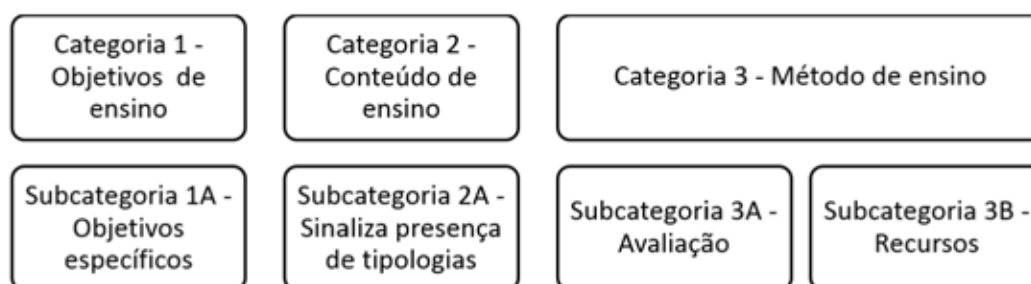 Categoria 1 -
Objetivos de
ensino
Categoria 2 -
Conteúdo de
ensino
Categoria 3 - Método de ensino
Subcategoria 1A -
Objetivos
específicos
Subcategoria 2A -
Sinaliza presença
de tipologias
Subcategoria 3A -
Avaliação
Subcategoria 3B -
Recursos